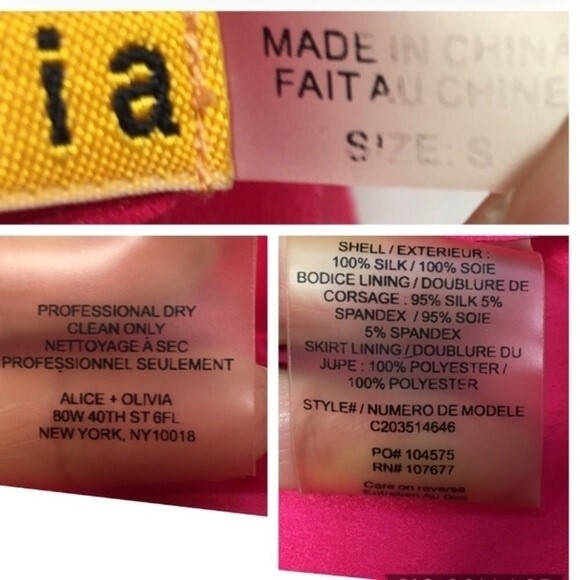 ia
MADE IN CHINA
FAIT AU CHINE
SIZE: S
PROFESSIONAL DRY
CLEAN ONLY
NETTOYAGE À SEC
PROFESSIONNEL SEULEMENT
ALICE + OLIVIA
80W 40TH ST 6FL
NEW YORK, NY10018
SHELL / EXTERIEUR :
100% SILK / 100% SOIE
BODICE LINING / DOUBLURE DE
CORSAGE : 95% SILK 5%
SPANDEX / 95% SOIE
5% SPANDEX
SKIRT LINING / DOUBLURE DU
JUPE : 100% POLYESTER /
100% POLYESTER
STYLE# / NUMERO DE MODELE
C203514646
PO# 104575
RN# 107677
Care on reverse
Entretien Au Dos